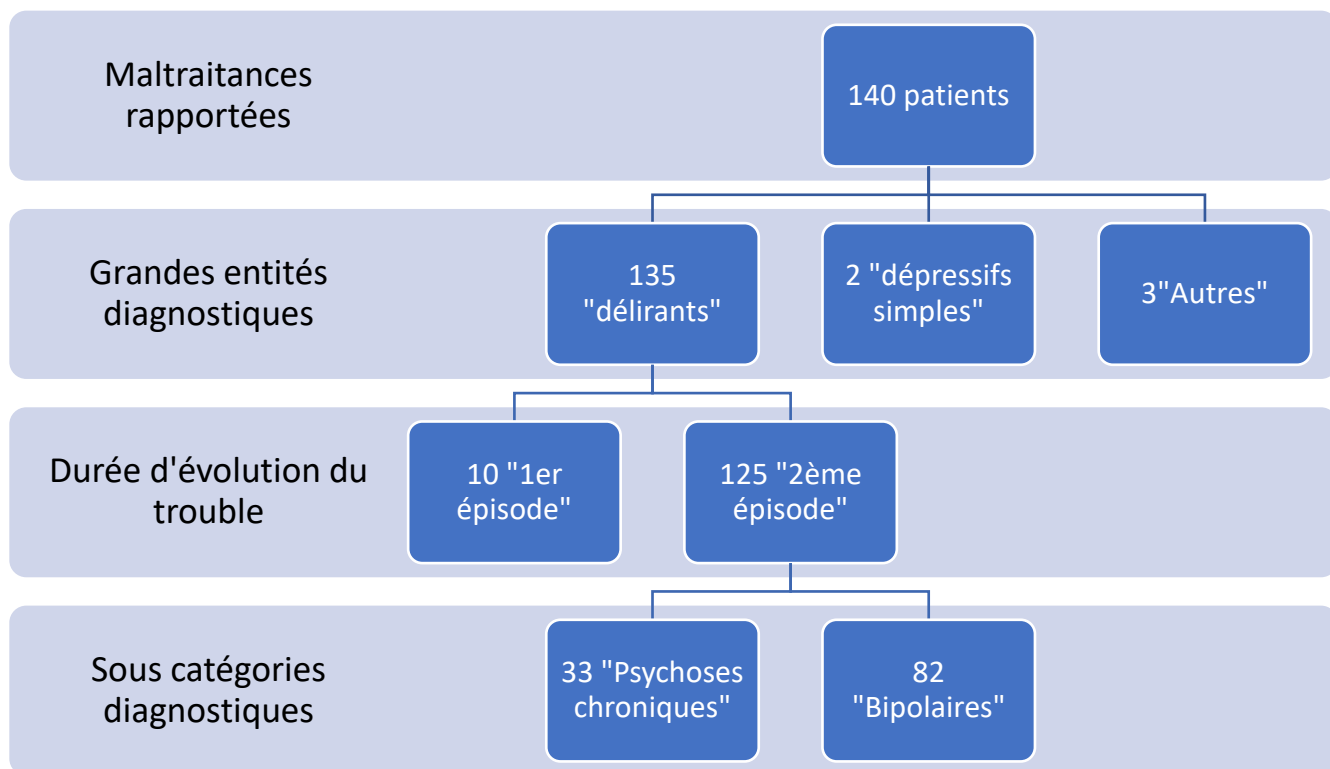 Maltraitances
rapportées
140 patients
Grandes entités
diagnostiques
135
"délirants"
2 "dépressifs
simples"
3"Autres"
Durée d'évolution du
trouble
10 "1er
épisode"
125 "2ème
épisode"
Sous catégories
diagnostiques
33 "Psychoses
chroniques"
82
"Bipolaires"